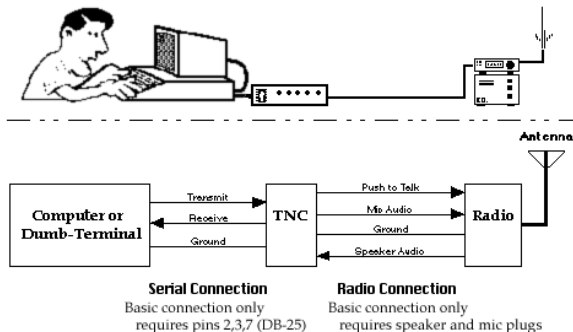 Antenna
Transmit
Receive
Ground
Computer or
Dumb-Terminal
TNC
Push to Talk
Mic Audio
Ground
Speaker Audio
Radio
Serial Connection
Basic connection only
requires pins 2,3,7 (DB-25)
Radio Connection
Basic connection only
requires speaker and mic plugs